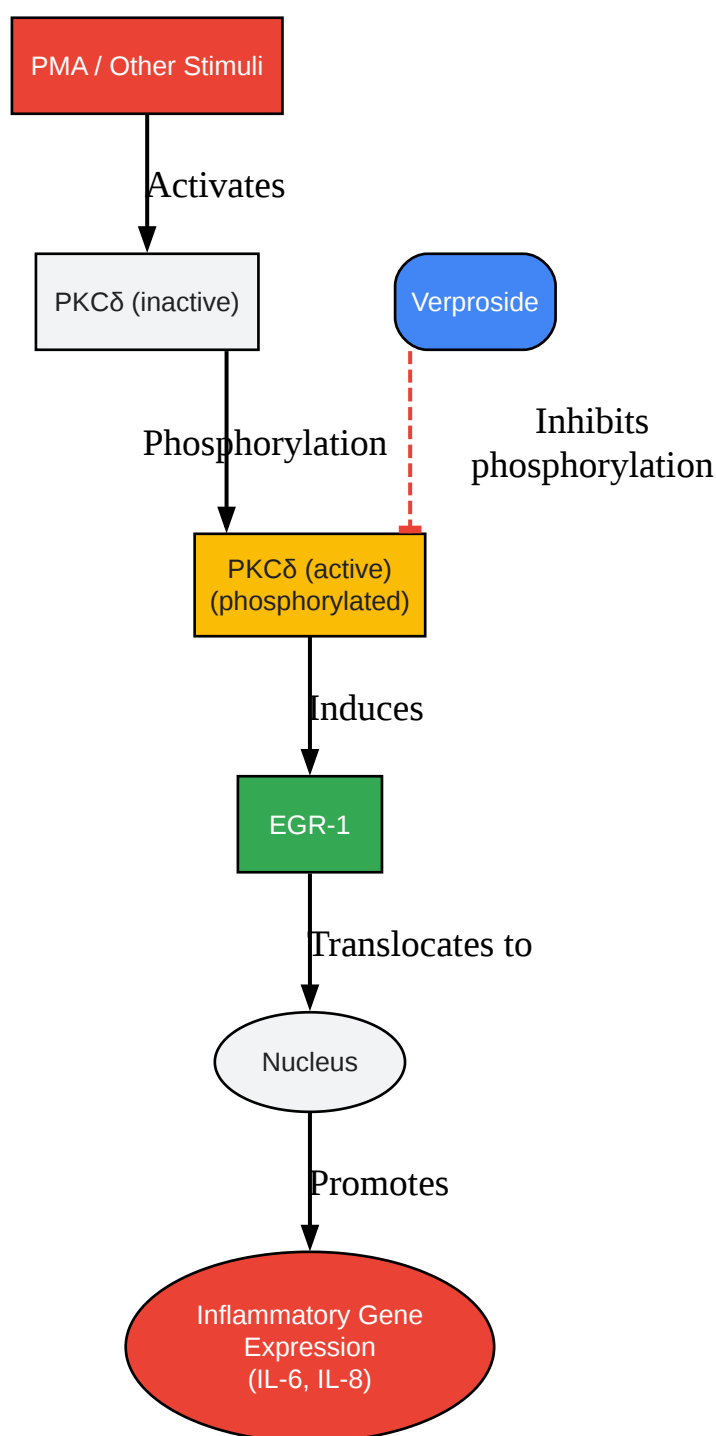 PMA / Other Stimuli
Activates
PKCδ (inactive)
Verproside
Phosphorylation
Inhibits
phosphorylation
PKCδ (active)
(phosphorylated)
Induces
EGR-1
Translocates to
Nucleus
Promotes
Inflammatory Gene
Expression
(IL-6, IL-8)